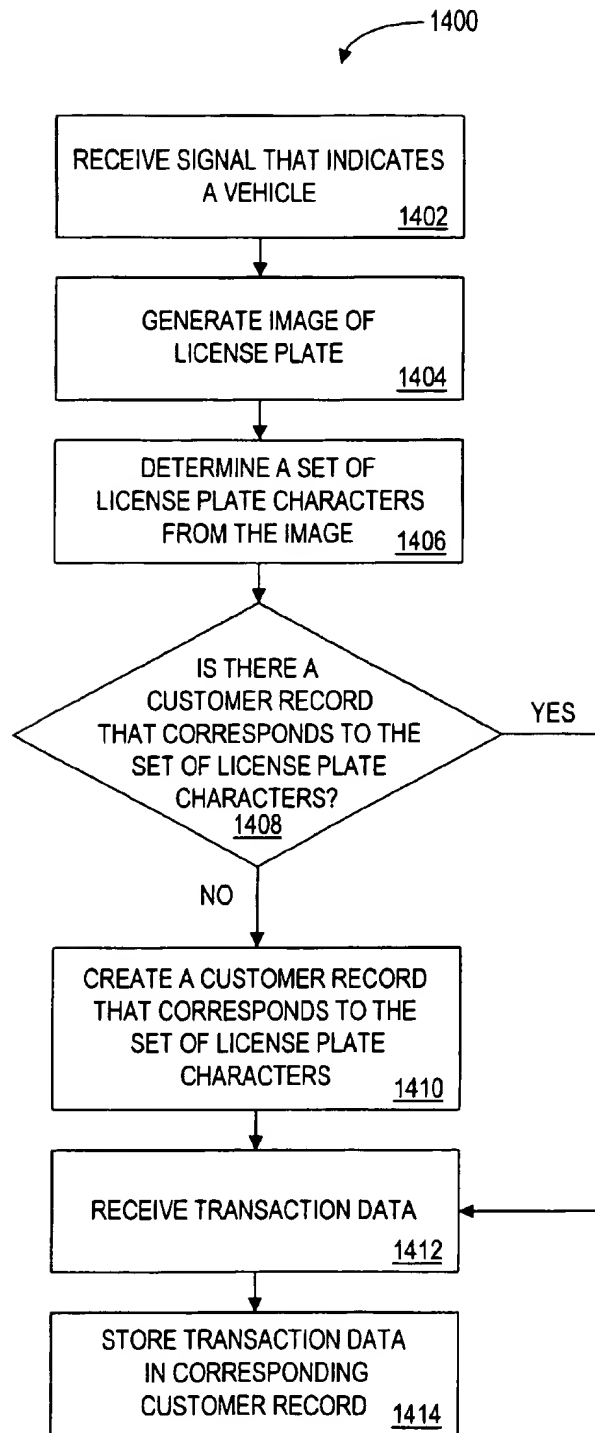 1400
RECEIVE SIGNAL THAT INDICATES
A VEHICLE
1402
GENERATE IMAGE OF
LICENSE PLATE
1404
DETERMINE A SET OF
LICENSE PLATE CHARACTERS
FROM THE IMAGE
1406
IS THERE A
CUSTOMER RECORD
THAT CORRESPONDS TO THE
SET OF LICENSE PLATE
CHARACTERS?
1408
YES
NO
CREATE A CUSTOMER RECORD
THAT CORRESPONDS TO THE
SET OF LICENSE PLATE
CHARACTERS
1410
RECEIVE TRANSACTION DATA
1412
STORE TRANSACTION DATA
IN CORRESPONDING
CUSTOMER RECORD
1414